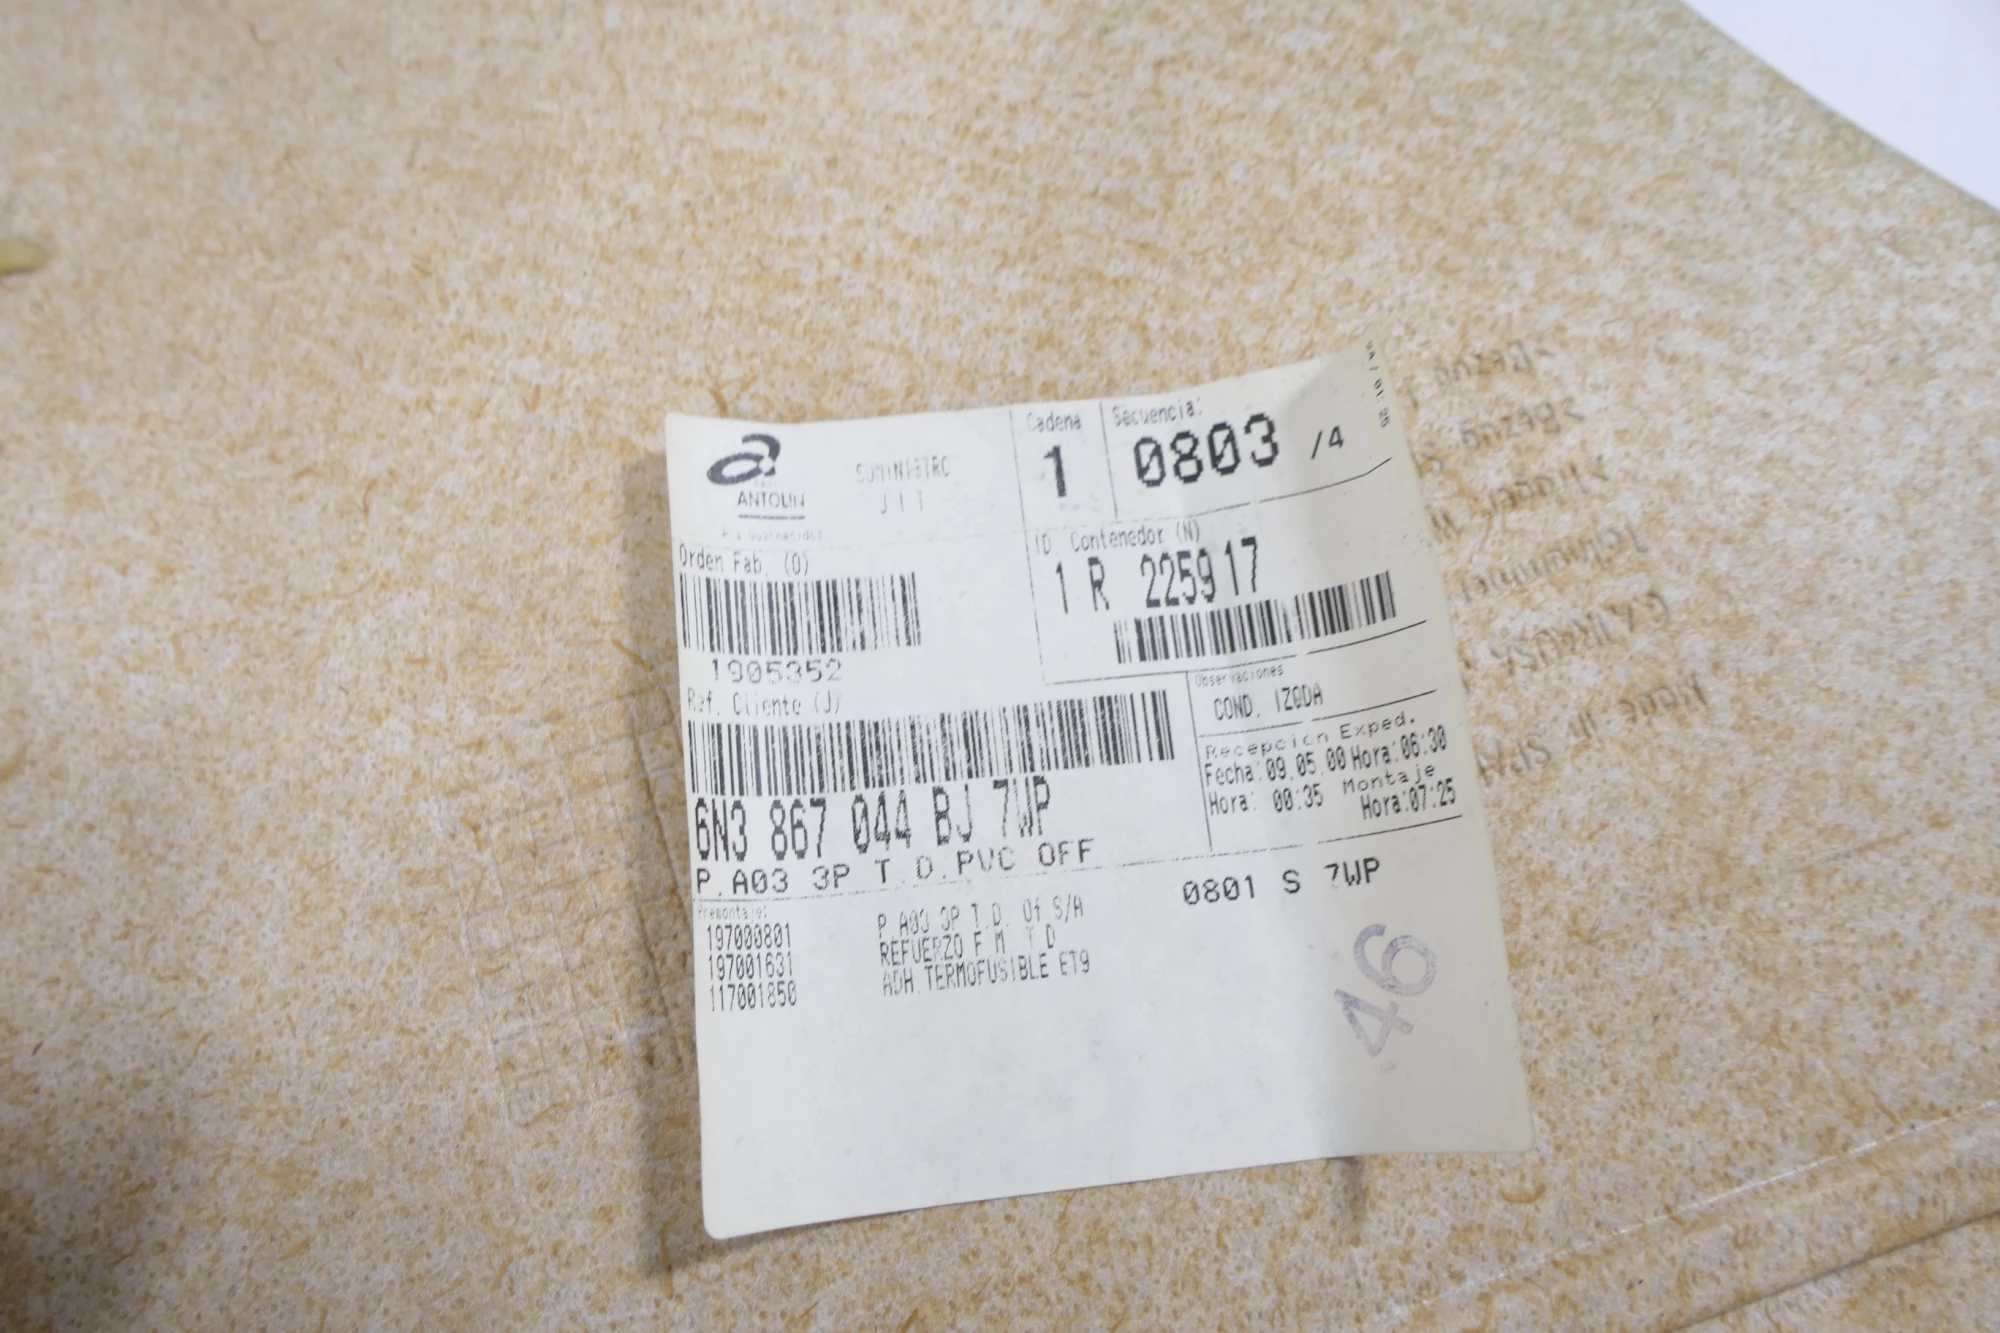 ANTOLIN
SUMINISTRO
JIT
Cadena
1
Secuencia:
0803 /4
Orden Fab. (O)
1905352
ID. Contenedor (N)
1 R 225917
Ref. Cliente (J)
6N3 867 044 BJ 7WP
P.A03 3P T.D.PVC OFF
Observaciones
COND. IZQDA
Recepcion Exped.
Fecha:09.05.00 Hora:06:30
Montaje
Hora: 00:35 Hora:07:25
0801 S 7WP
Premontaje:
197000801 P.A03 3P T.D. Of S/A
197001631 REFUERZO F.M. T.D
117001850 ADH.TERMOFUSIBLE ET9
46